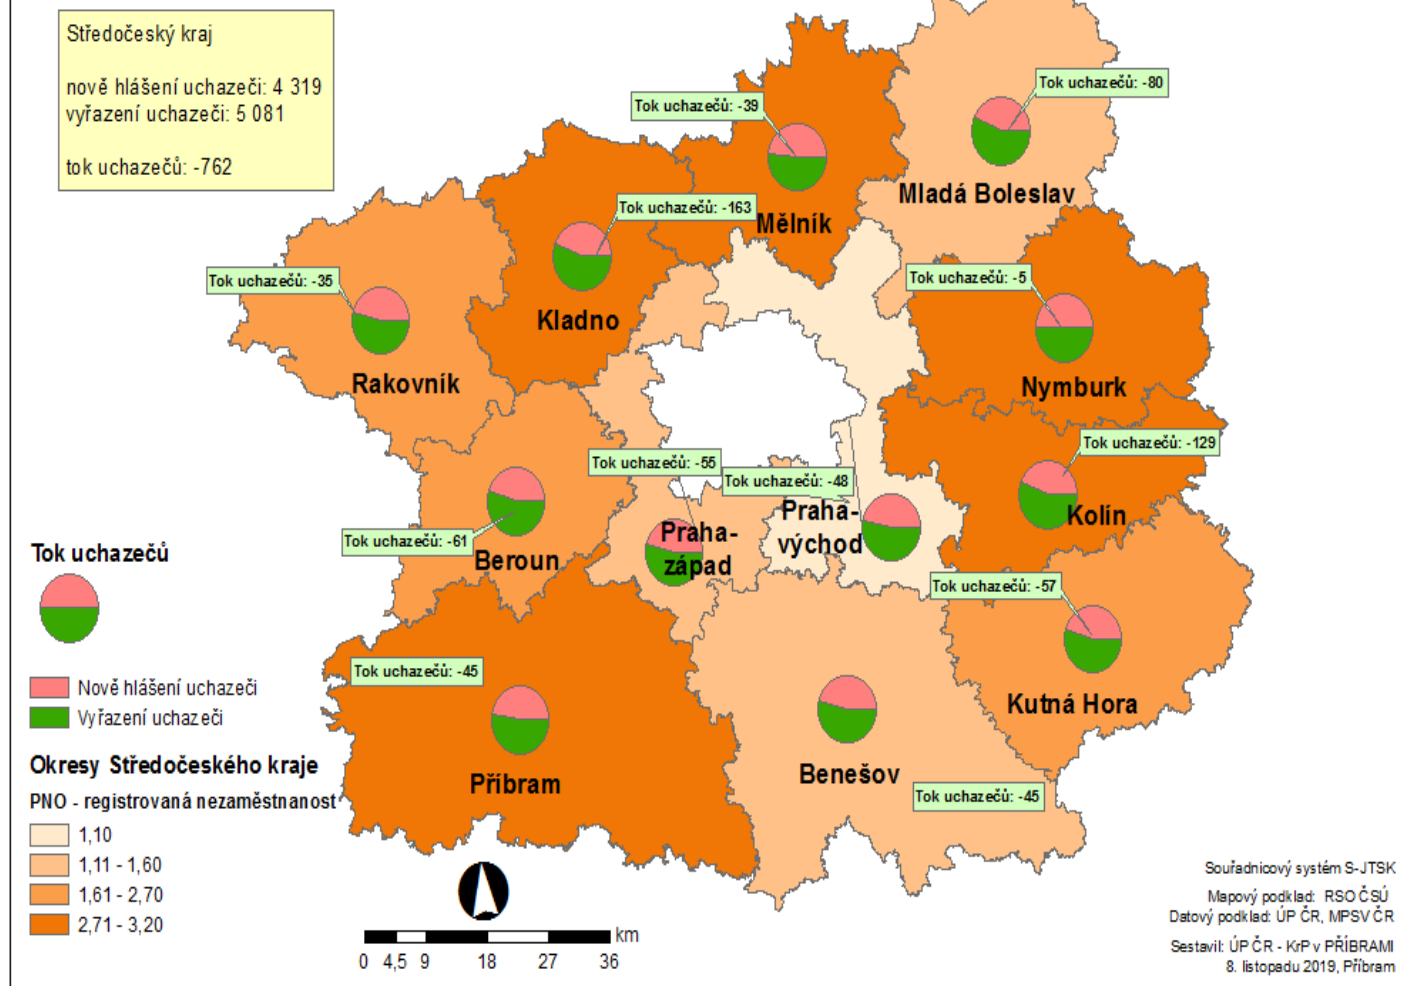 Středočeský kraj
nově hlášení uchazeči: 4 319
vyřazení uchazeči: 5 081
tok uchazečů: -762
Tok uchazečů: -80
Tok uchazečů: -39
Mladá Boleslav
Tok uchazečů: -163
Mělník
Tok uchazečů: -35
Tok uchazečů: -5
Kladno
Rakovník
Nymburk
Tok uchazečů: -129
Tok uchazečů: -55
Tok uchazečů: -48
Kolín
Praha-
východ
Praha-
západ
Tok uchazečů: -61
Beroun
Tok uchazečů: -57
Kutná Hora
Tok uchazečů: -45
Příbram
Benešov
Tok uchazečů: -45
Tok uchazečů
Nově hlášení uchazeči
Vyřazení uchazeči
Okresy Středočeského kraje
PNO - registrovaná nezaměstnanost
1,10
1,11 - 1,60
1,61 - 2,70
2,71 - 3,20
km
0 4,5 9 18 27 36
Souřadnicový systém S-JTSK
Mapový podklad: RSO ČSÚ
Datový podklad: ÚP ČR, MPSV ČR
Sestavil: ÚP ČR - KrP v PŘÍBRAMI
8. listopadu 2019, Příbram